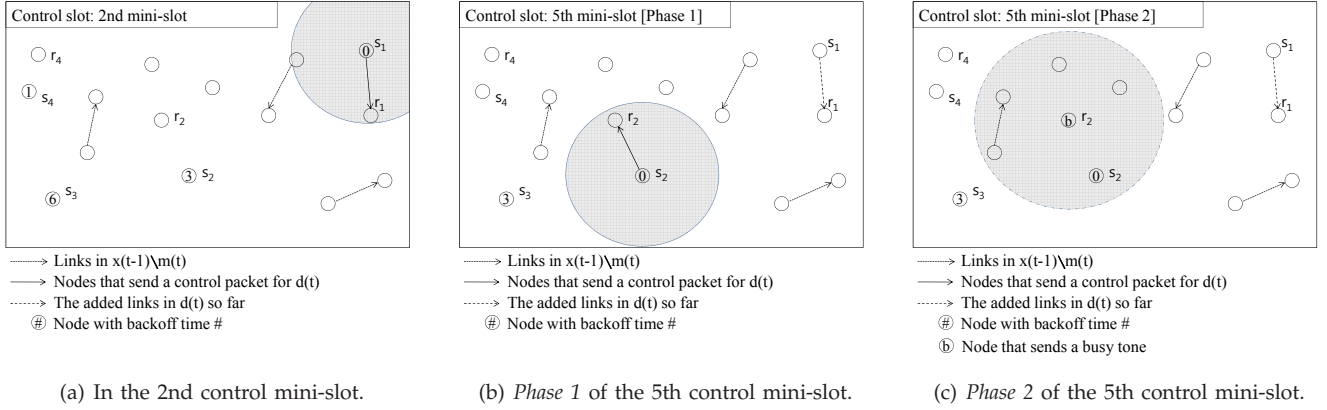 Control slot: 2nd mini-slot
s1
0
r4
1
s4
r1
r2
3
s2
6
s3
Links in x(t-1)\m(t)
Nodes that send a control packet for d(t)
The added links in d(t) so far
# Node with backoff time #
(a) In the 2nd control mini-slot.
Control slot: 5th mini-slot [Phase 1]
s1
r4
s4
r1
r2
0
s2
3
s3
Links in x(t-1)\m(t)
Nodes that send a control packet for d(t)
The added links in d(t) so far
# Node with backoff time #
(b) Phase 1 of the 5th control mini-slot.
Control slot: 5th mini-slot [Phase 2]
s1
r4
s4
r1
b
r2
0
s2
3
s3
Links in x(t-1)\m(t)
Nodes that send a control packet for d(t)
The added links in d(t) so far
# Node with backoff time #
b Node that sends a busy tone
(c) Phase 2 of the 5th control mini-slot.